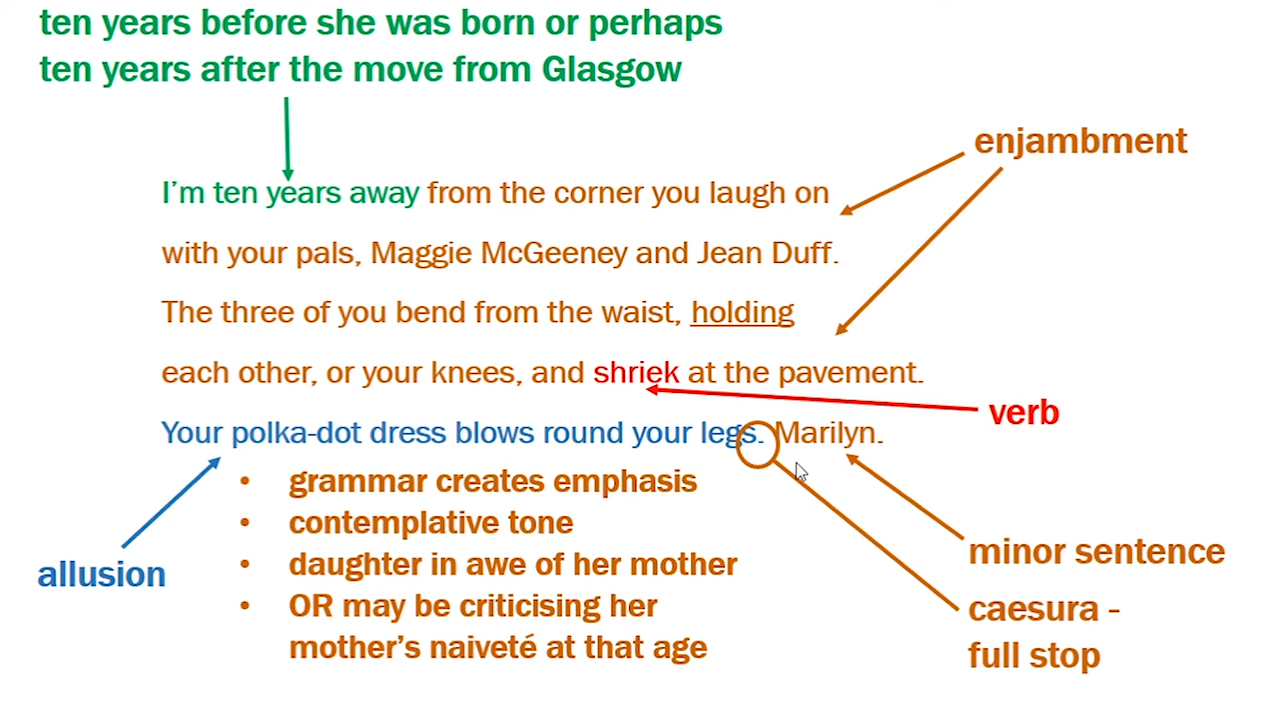 ten years before she was born or perhaps
ten years after the move from Glasgow
enjambment
I'm ten years away from the corner you laugh on
with your pals, Maggie McGeeney and Jean Duff.
The three of you bend from the waist, holding
each other, or your knees, and shriek at the pavement.
verb
Your polka-dot dress blows round your legs. Marilyn.
• grammar creates emphasis
• contemplative tone
• daughter in awe of her mother
• OR may be criticising her
mother's naiveté at that age
allusion
minor sentence
caesura -
full stop